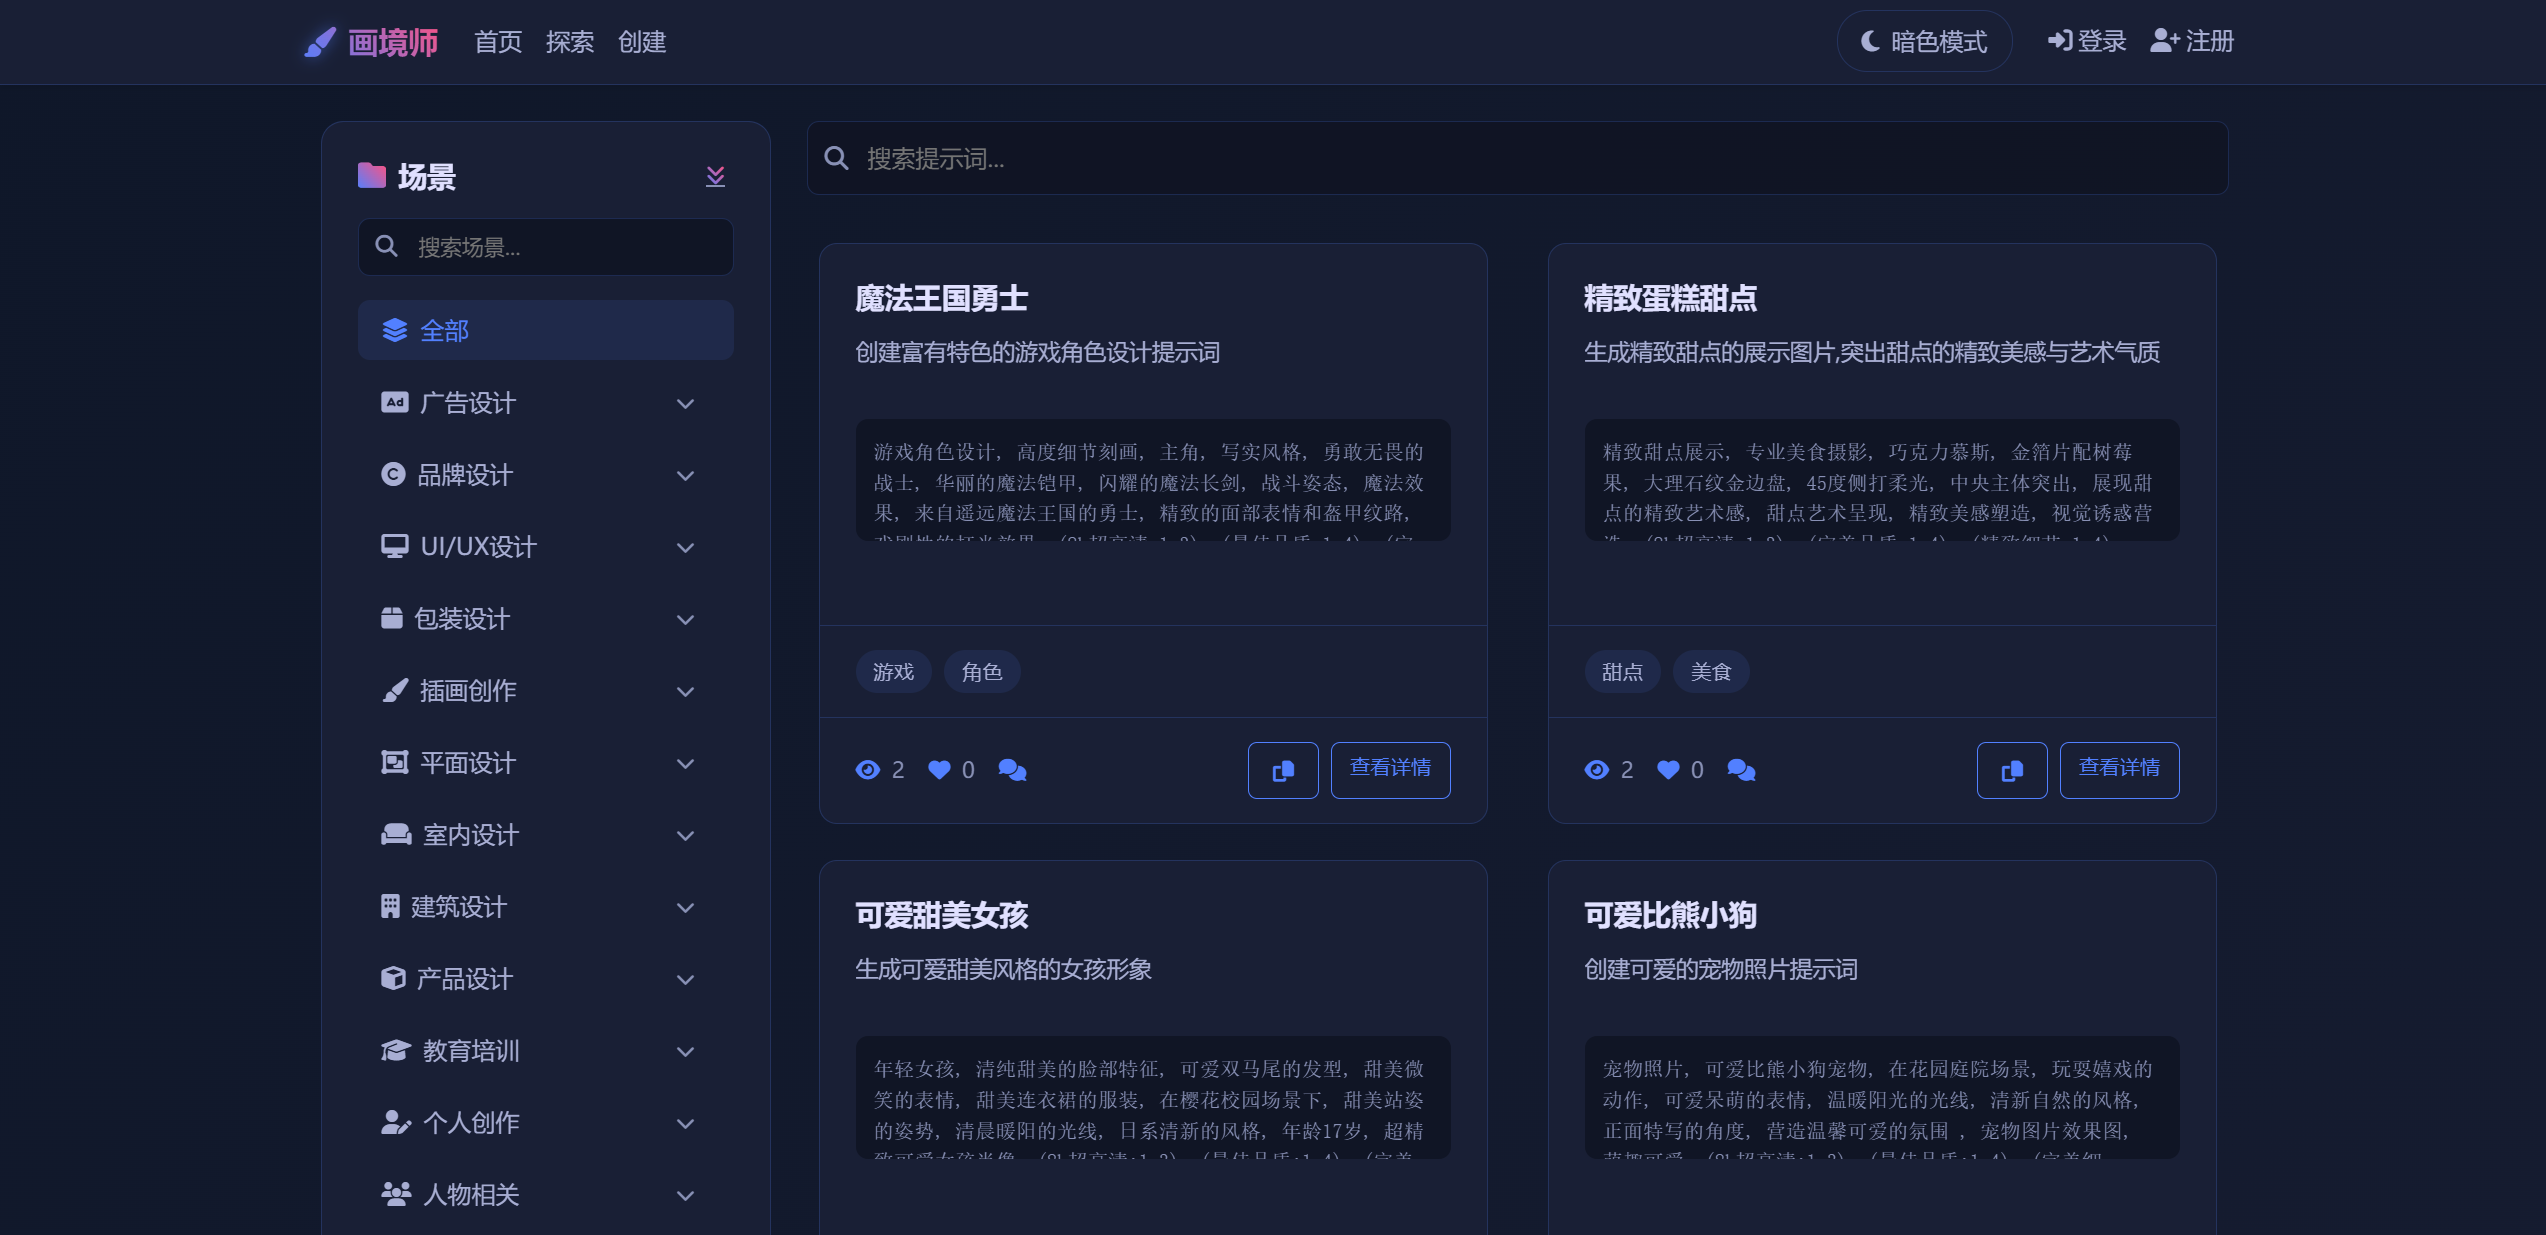 画境师
首页
探索
创建
暗色模式
登录
注册
场景
搜索场景...
全部
Ad 广告设计
品牌设计
UI/UX设计
包装设计
插画创作
平面设计
室内设计
建筑设计
产品设计
教育培训
个人创作
人物相关
搜索提示词...
魔法王国勇士
创建富有特色的游戏角色设计提示词
游戏角色设计, 高度细节刻画, 主角, 写实风格, 勇敢无畏的
战士, 华丽的魔法铠甲, 闪耀的魔法长剑, 战斗姿态, 魔法效
果, 来自遥远魔法王国的勇士, 精致的面部表情和盔甲纹路,
游戏
角色
2
0
查看详情
精致蛋糕甜点
生成精致甜点的展示图片,突出甜点的精致美感与艺术气质
精致甜点展示, 专业美食摄影, 巧克力慕斯, 金箔片配树莓
果, 大理石纹金边盘, 45度侧打柔光, 中央主体突出, 展现甜
点的精致艺术感, 甜点艺术呈现, 精致美感塑造, 视觉诱惑营
甜点
美食
2
0
查看详情
可爱甜美女孩
生成可爱甜美风格的女孩形象
年轻女孩, 清纯甜美的脸部特征, 可爱双马尾的发型, 甜美微
笑的表情, 甜美连衣裙的服装, 在樱花校园场景下, 甜美站姿
的姿势, 清晨暖阳的光线, 日系清新的风格, 年龄17岁, 超精
可爱比熊小狗
创建可爱的宠物照片提示词
宠物照片, 可爱比熊小狗宠物, 在花园庭院场景, 玩耍嬉戏的
动作, 可爱呆萌的表情, 温暖阳光的光线, 清新自然的风格,
正面特写的角度, 营造温馨可爱的氛围 , 宠物图片效果图,